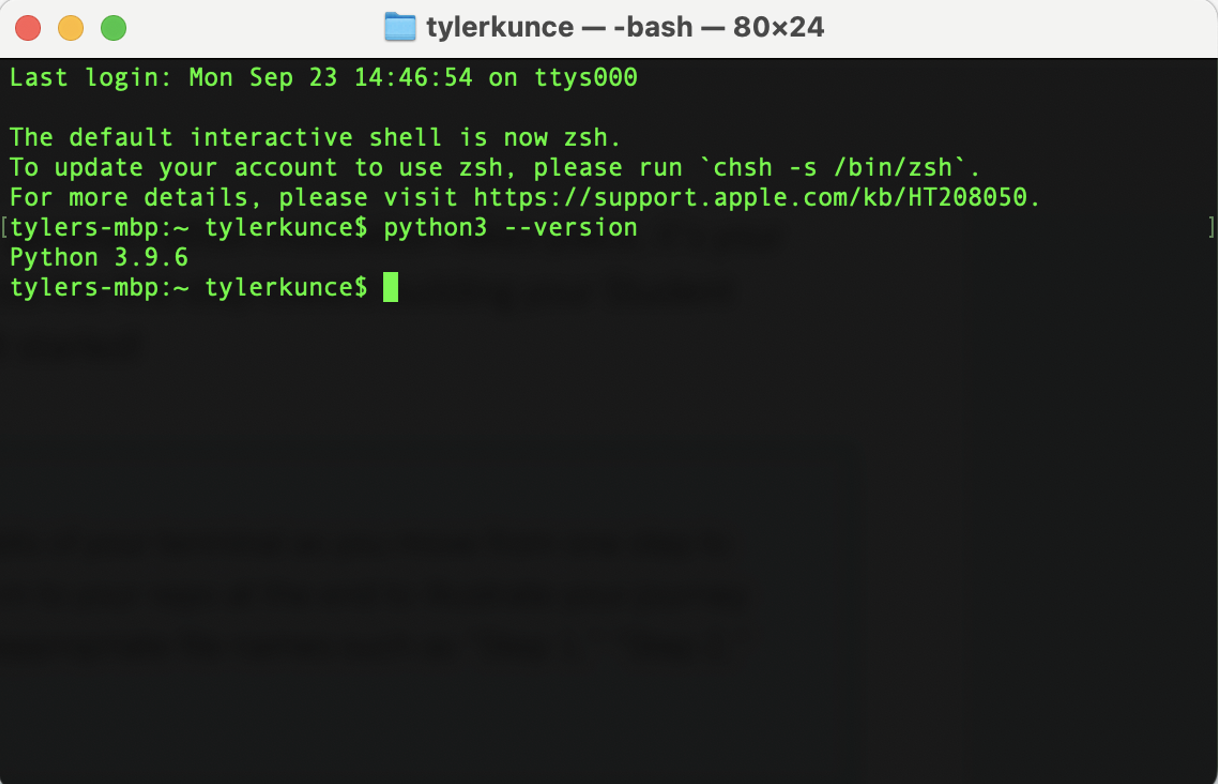 tylerkunce — -bash — 80×24
Last login: Mon Sep 23 14:46:54 on ttys000
The default interactive shell is now zsh.
To update your account to use zsh, please run `chsh -s /bin/zsh`.
For more details, please visit https://support.apple.com/kb/HT208050.
[tylers-mbp:~ tylerkunce$ python3 --version ]
Python 3.9.6
tylers-mbp:~ tylerkunce$